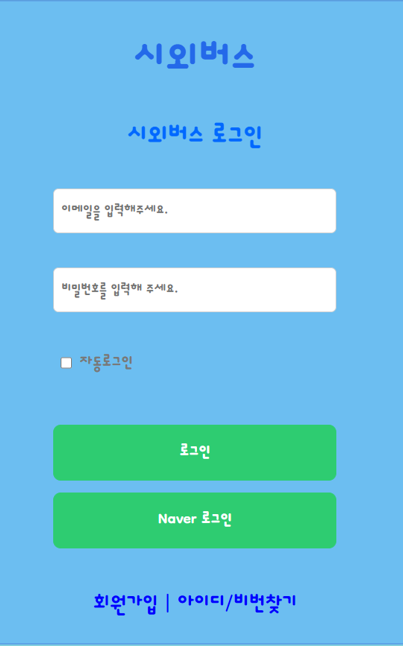 시외버스
시외버스 로그인
이메일을 입력해주세요.
비밀번호를 입력해 주세요.
자동로그인
로그인
Naver 로그인
회원가입 | 아이디/비번찾기